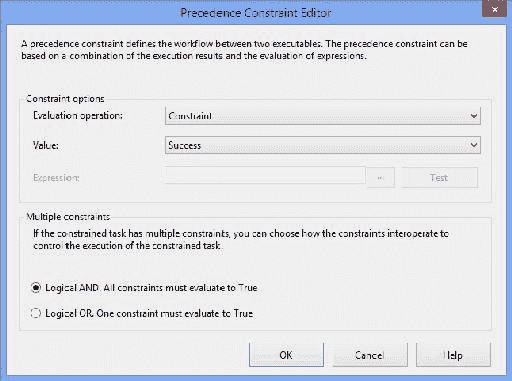 Precedence Constraint Editor
x
A precedence constraint defines the workflow between two executables. The precedence constraint can be
based on a combination of the execution results and the evaluation of expressions.
Constraint options
Evaluation operation: Constraint
Value: Success
Expression: ... Test
Multiple constraints
If the constrained task has multiple constraints, you can choose how the constraints interoperate to
control the execution of the constrained task.
Logical AND. All constraints must evaluate to True
Logical OR. One constraint must evaluate to True
OK Cancel Help